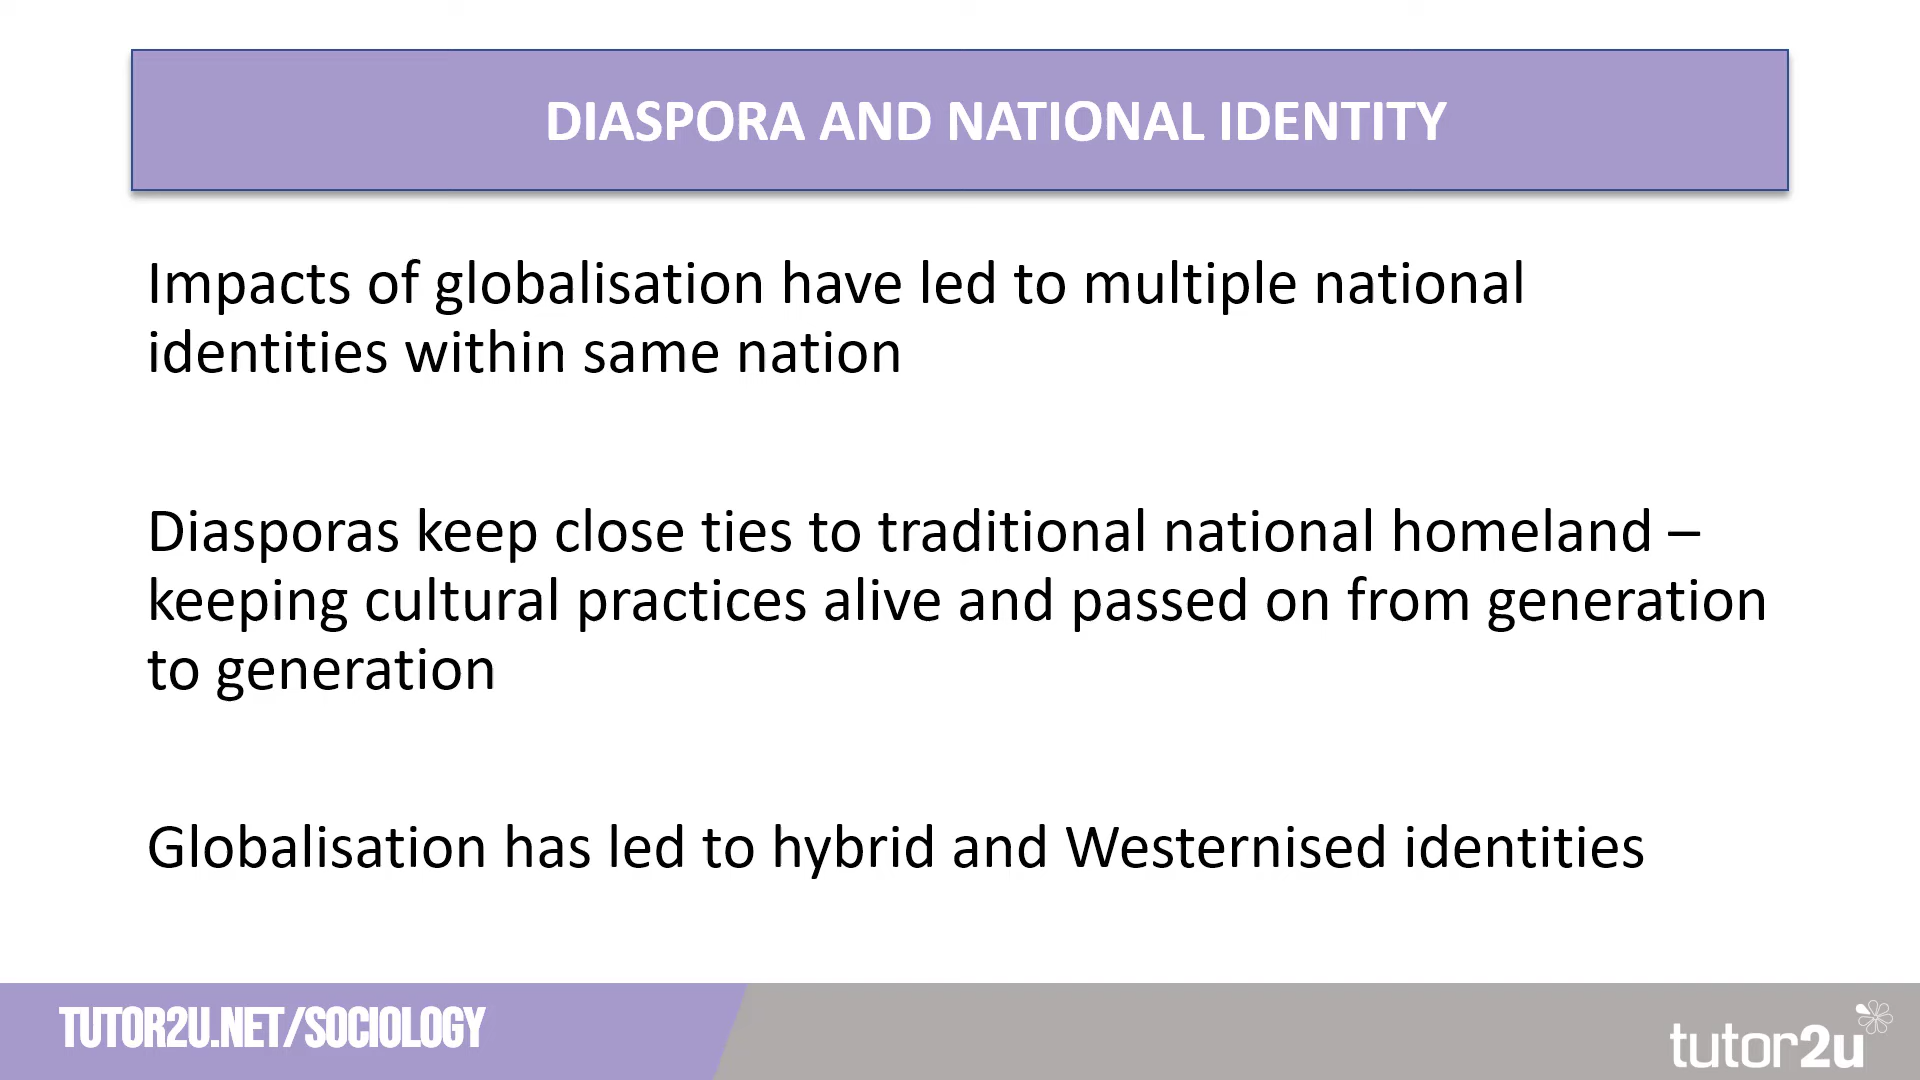 DIASPORA AND NATIONAL IDENTITY
Impacts of globalisation have led to multiple national
identities within same nation
Diasporas keep close ties to traditional national homeland –
keeping cultural practices alive and passed on from generation
to generation
Globalisation has led to hybrid and Westernised identities
TUTOR2U.NET/SOCIOLOGY
tutor2u